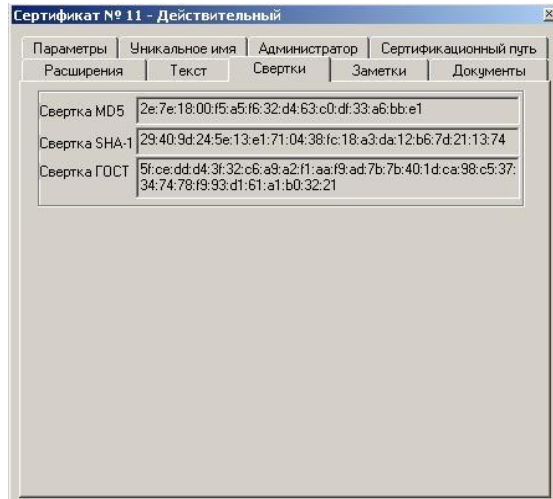 Сертификат № 11 - Действительный
Параметры Уникальное имя Администратор Сертификационный путь
Расширения Текст Свертки Заметки Документы
Свертка MD5 2e:7e:18:00:f5:a5:f6:32:d4:63:c0:df:33:a6:bb:e1
Свертка SHA-1 29:40:9d:24:5e:13:e1:71:04:38:fc:18:a3:da:12:b6:7d:21:13:74
Свертка ГОСТ 5f:ce:dd:d4:3f:32:c6:a9:a2:f1:aa:f9:ad:7b:7b:40:1d:ca:98:c5:37:
34:74:78:f9:93:d1:61:a1:b0:32:21